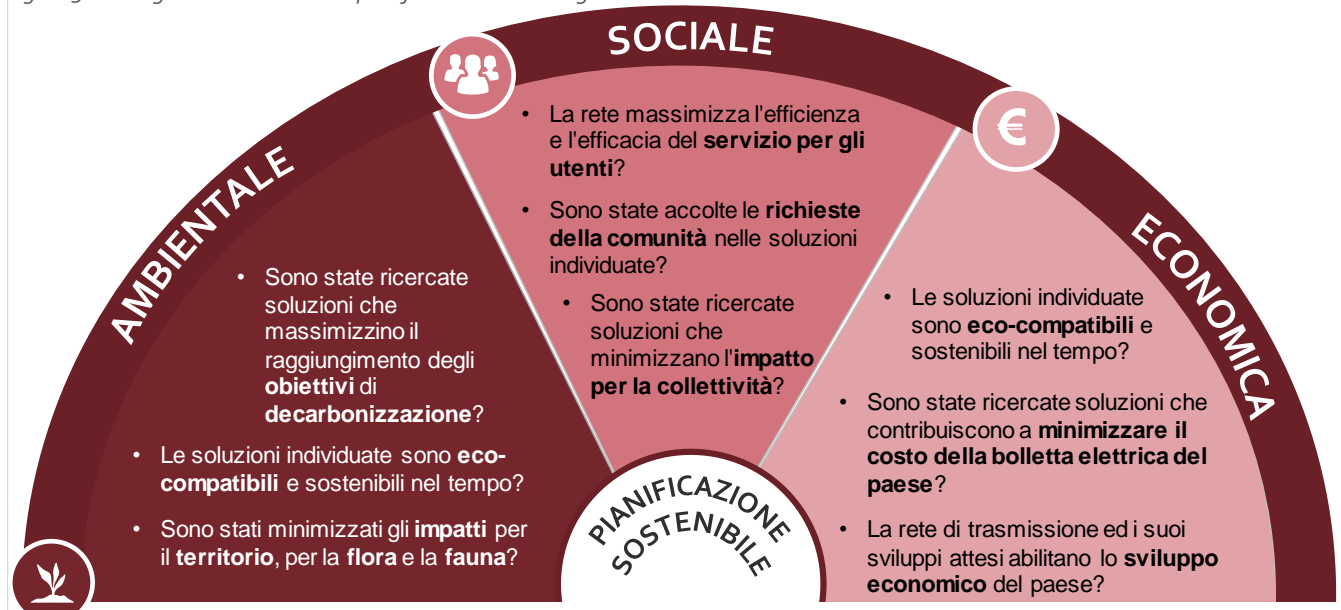 SOCIALE
€
• La rete massimizza l'efficienza
e l'efficacia del servizio per gli
utenti?
• Sono state accolte le richieste
della comunità nelle soluzioni
individuate?
• Sono state ricercate
soluzioni che
minimizzano l'impatto
per la collettività?
AMBIENTALE
• Sono state ricercate
soluzioni che
massimizzino il
raggiungimento degli
obiettivi di
decarbonizzazione?
• Le soluzioni individuate sono eco-
compatibili e sostenibili nel tempo?
• Sono stati minimizzati gli impatti per
il territorio, per la flora e la fauna?
ECONOMICA
• Le soluzioni individuate
sono eco-compatibili e
sostenibili nel tempo?
• Sono state ricercate soluzioni che
contribuiscono a minimizzare il
costo della bolletta elettrica del
paese?
• La rete di trasmissione ed i suoi
sviluppi attesi abilitano lo sviluppo
economico del paese?
PIANIFICAZIONE
SOSTENIBILE